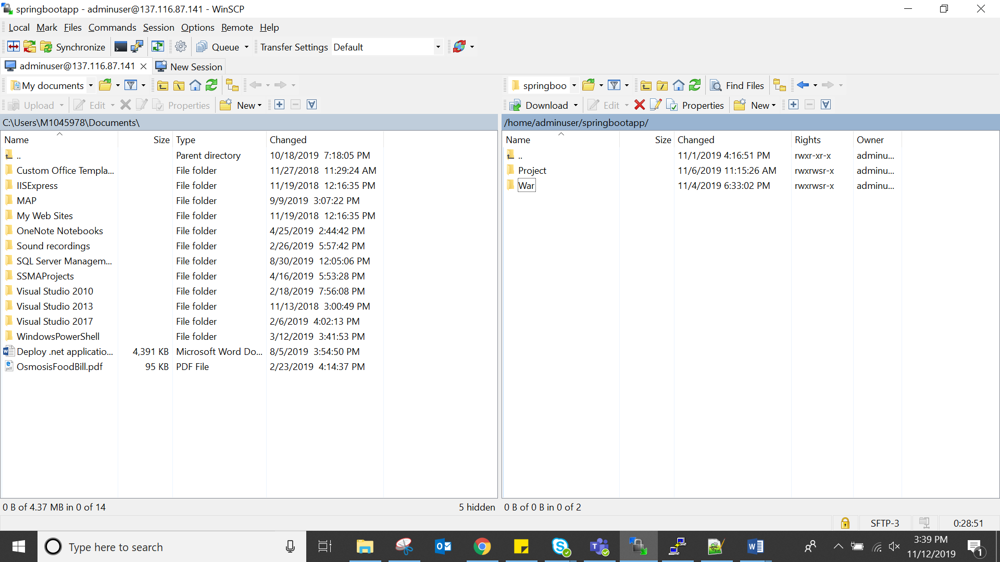 springbootapp - adminuser@137.116.87.141 - WinSCP
Local Mark Files Commands Session Options Remote Help
Synchronize Queue Transfer Settings Default
adminuser@137.116.87.141 New Session
My documents
Upload Edit Properties New
C:\Users\M1045978\Documents\
Name Size Type Changed
.. Parent directory 10/18/2019 7:18:05 PM
Custom Office Templa... File folder 11/27/2018 11:29:24 AM
IISExpress File folder 11/19/2018 12:16:35 PM
MAP File folder 9/9/2019 3:07:22 PM
My Web Sites File folder 11/19/2018 12:16:35 PM
OneNote Notebooks File folder 4/25/2019 2:44:42 PM
Sound recordings File folder 2/26/2019 5:57:42 PM
SQL Server Managem... File folder 8/30/2019 12:05:06 PM
SSMAProjects File folder 4/16/2019 5:53:28 PM
Visual Studio 2010 File folder 2/18/2019 7:56:08 PM
Visual Studio 2013 File folder 11/13/2018 3:00:49 PM
Visual Studio 2017 File folder 2/6/2019 4:02:13 PM
WindowsPowerShell File folder 3/12/2019 3:41:53 PM
Deploy .net applicatio... 4,391 KB Microsoft Word Do... 8/5/2019 3:54:50 PM
OsmosisFoodBill.pdf 95 KB PDF File 2/23/2019 4:14:37 PM
0 B of 4.37 MB in 0 of 14 5 hidden
springboo Find Files
Download Edit Properties New
/home/adminuser/springbootapp/
Name Size Changed Rights Owner
.. 11/1/2019 4:16:51 PM rwxr-xr-x adminu...
Project 11/6/2019 11:15:26 AM rwxrwsr-x adminu...
War 11/4/2019 6:33:02 PM rwxrwsr-x adminu...
0 B of 0 B in 0 of 2
SFTP-3 0:28:51
Type here to search
3:39 PM
11/12/2019
1